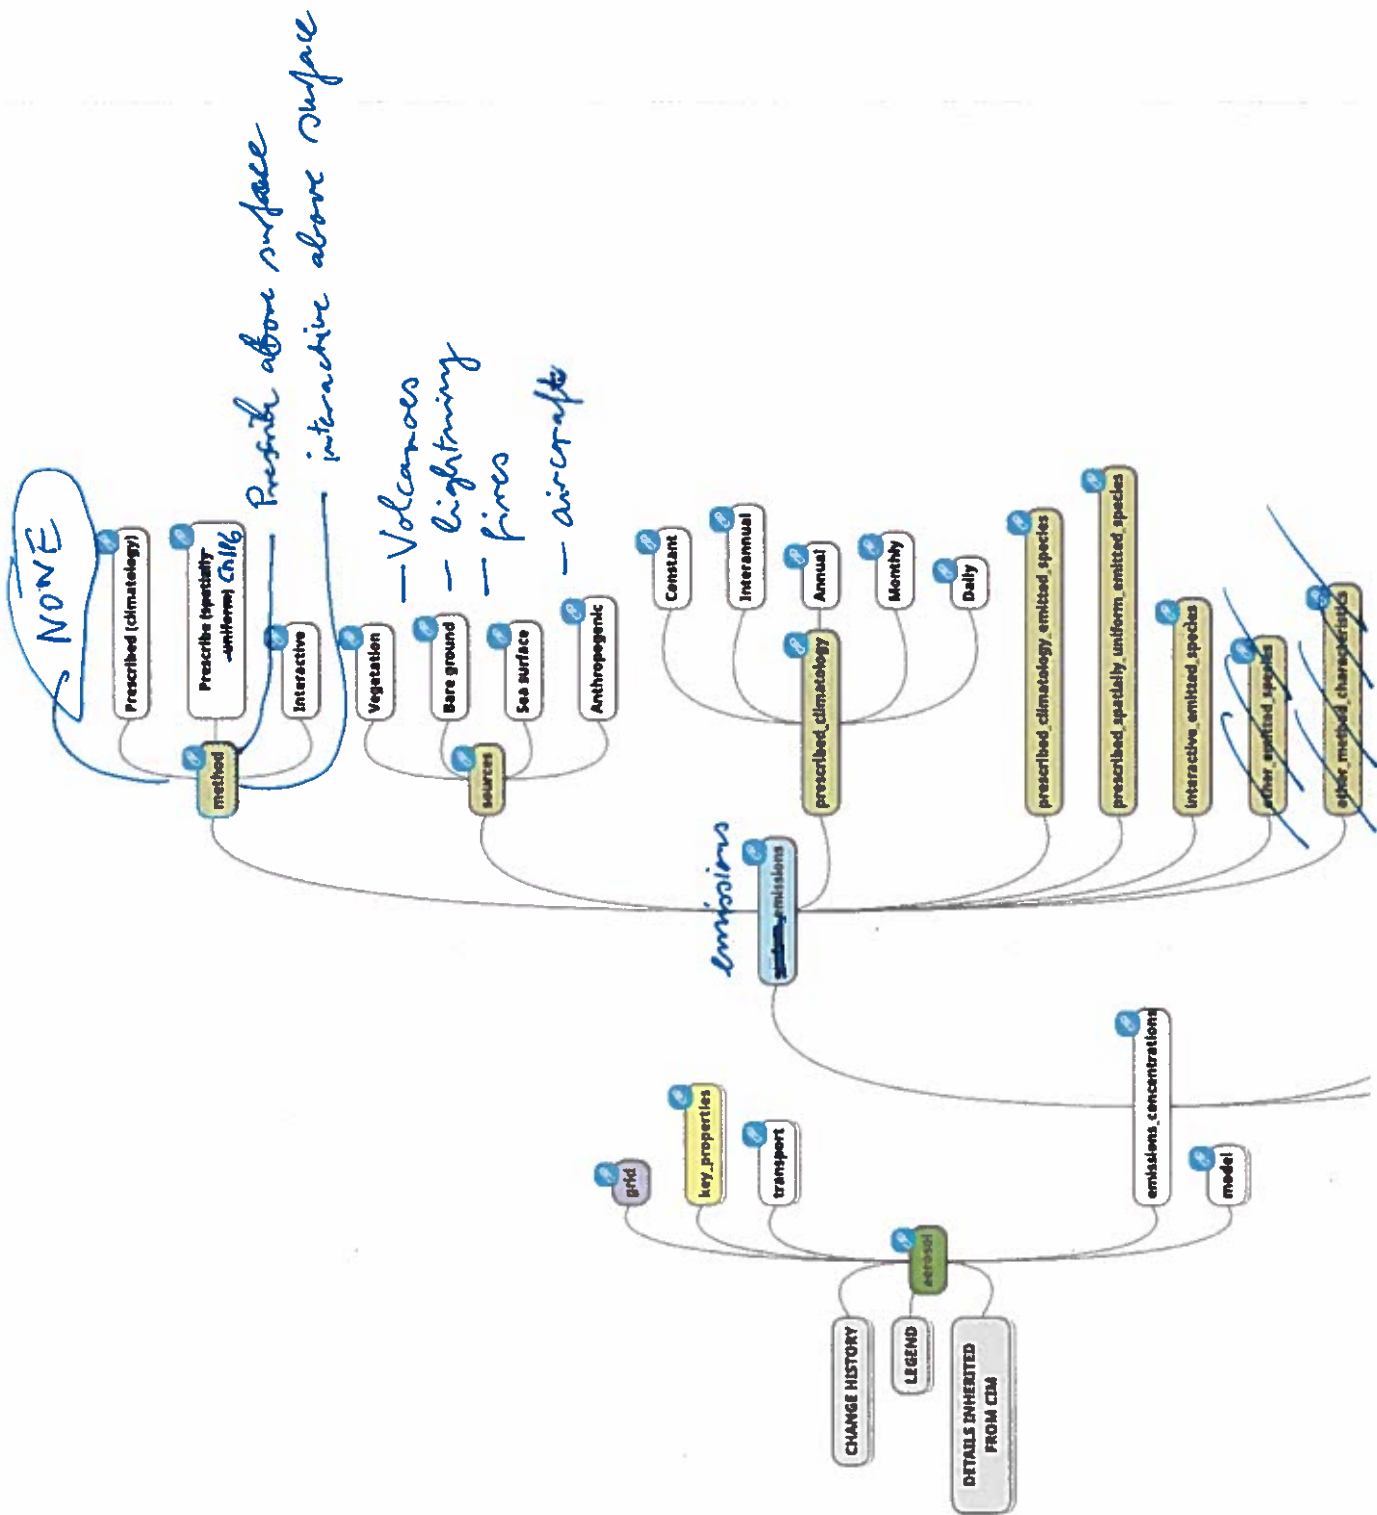 NONE
Prescribed (climatology)
Prescribe (spatially
uniform) CMIP6
Interactive
method
Prescribe above surface
interactive above surface
Vegetation
Bare ground
Sea surface
Anthropogenic
sources
— Volcanoes
— lightning
— fires
— aircrafts
Constant
Interannual
Annual
Monthly
Daily
prescribed_climatology
prescribed_climatology_emitted_species
prescribed_spatially_uniform_emitted_species
interactive_emitted_species
other_emitted_species
other_method_characteristics
emissions
emissions
grid
key_properties
transport
emissions_concentrations
model
aerosol
CHANGE HISTORY
LEGEND
DETAILS INHERITED
FROM CIM